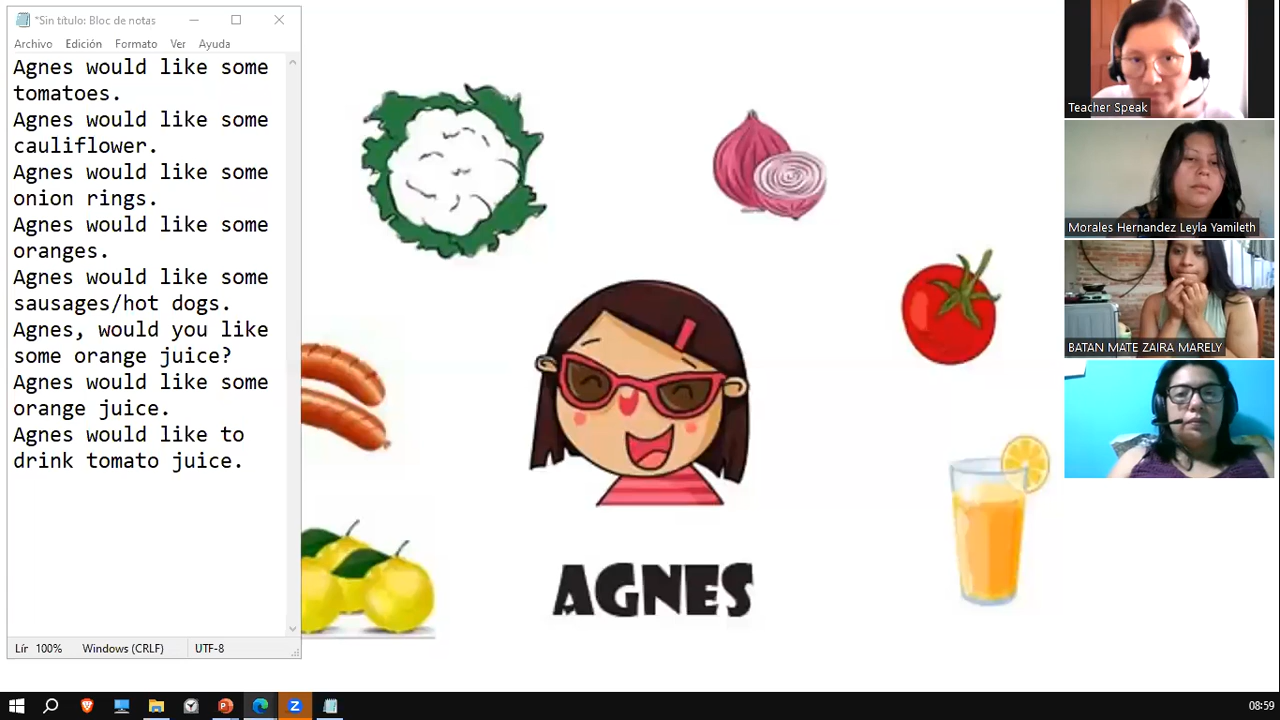 *Sin título: Bloc de notas
Archivo Edición Formato Ver Ayuda
Agnes would like some
tomatoes.
Agnes would like some
cauliflower.
Agnes would like some
onion rings.
Agnes would like some
oranges.
Agnes would like some
sausages/hot dogs.
Agnes, would you like
some orange juice?
Agnes would like some
orange juice.
Agnes would like to
drink tomato juice.
Lír 100% Windows (CRLF) UTF-8
AGNES
Teacher Speak
Morales Hernandez Leyla Yamileth
BATAN MATE ZAIRA MARELY
08:59